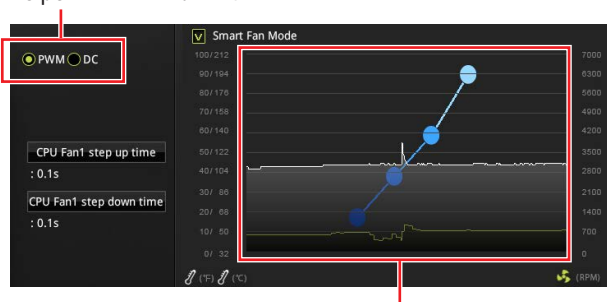 Smart Fan Mode
PWM DC
100/212 7000
90/194 6300
80/176 5600
70/158 4900
60/140 4200
50/122 3500
CPU Fan1 step up time
40/104 2800
: 0.1s
30/ 86 2100
CPU Fan1 step down time
20/ 68 1400
: 0.1s
10/ 50 700
0/ 32 0
(°F) (°C) (RPM)